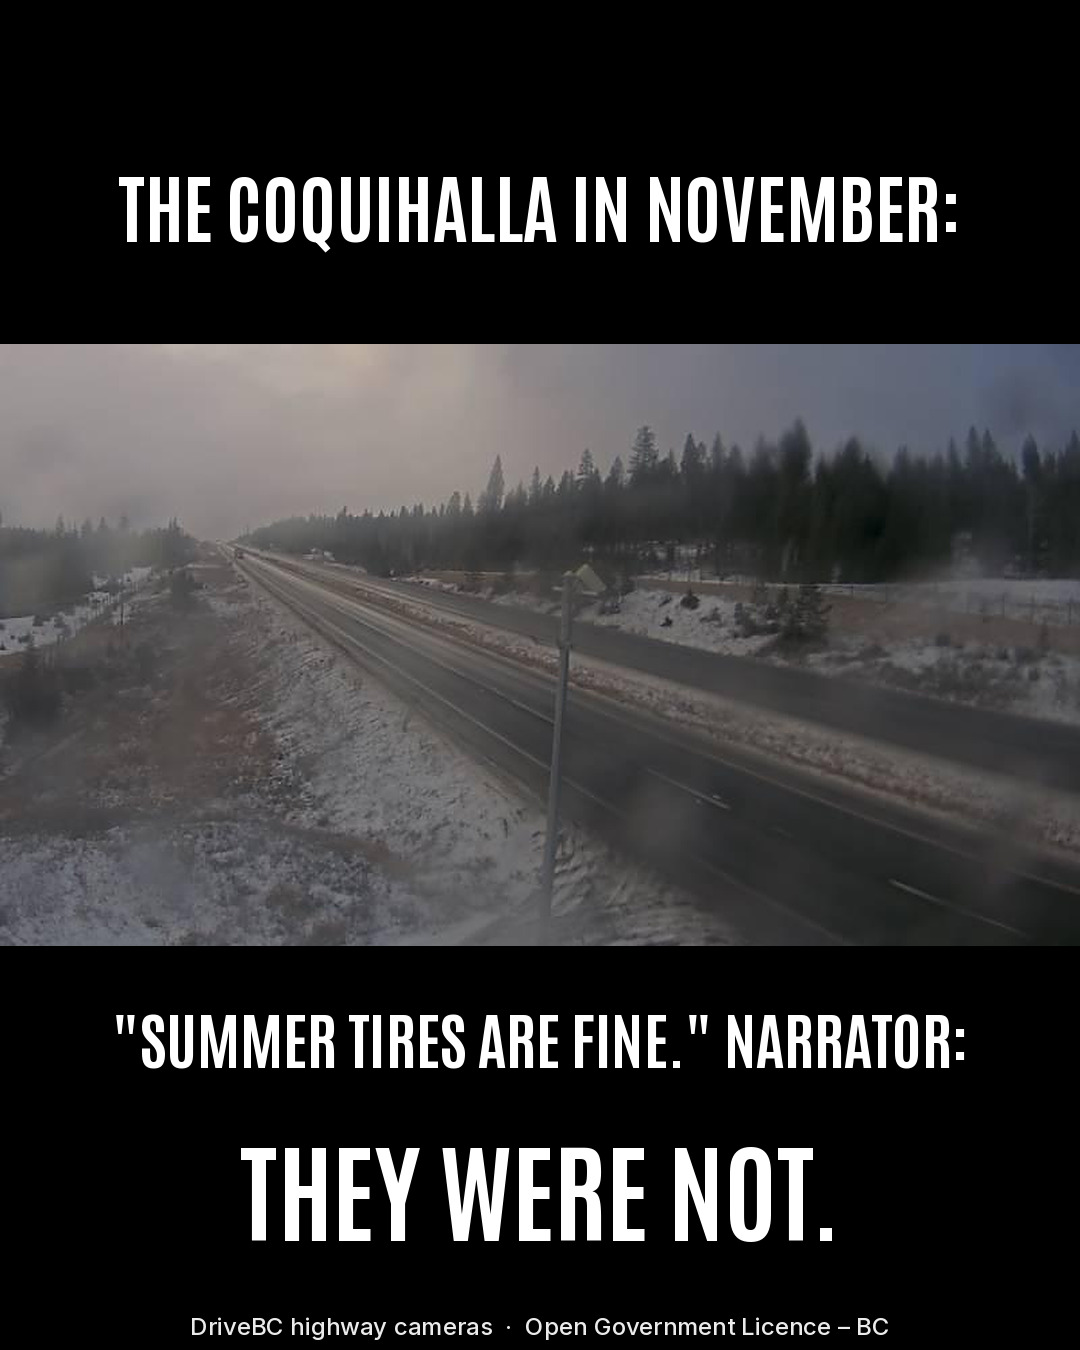 THE COQUIHALLA IN NOVEMBER:
"SUMMER TIRES ARE FINE." NARRATOR:
THEY WERE NOT.
DriveBC highway cameras · Open Government Licence – BC